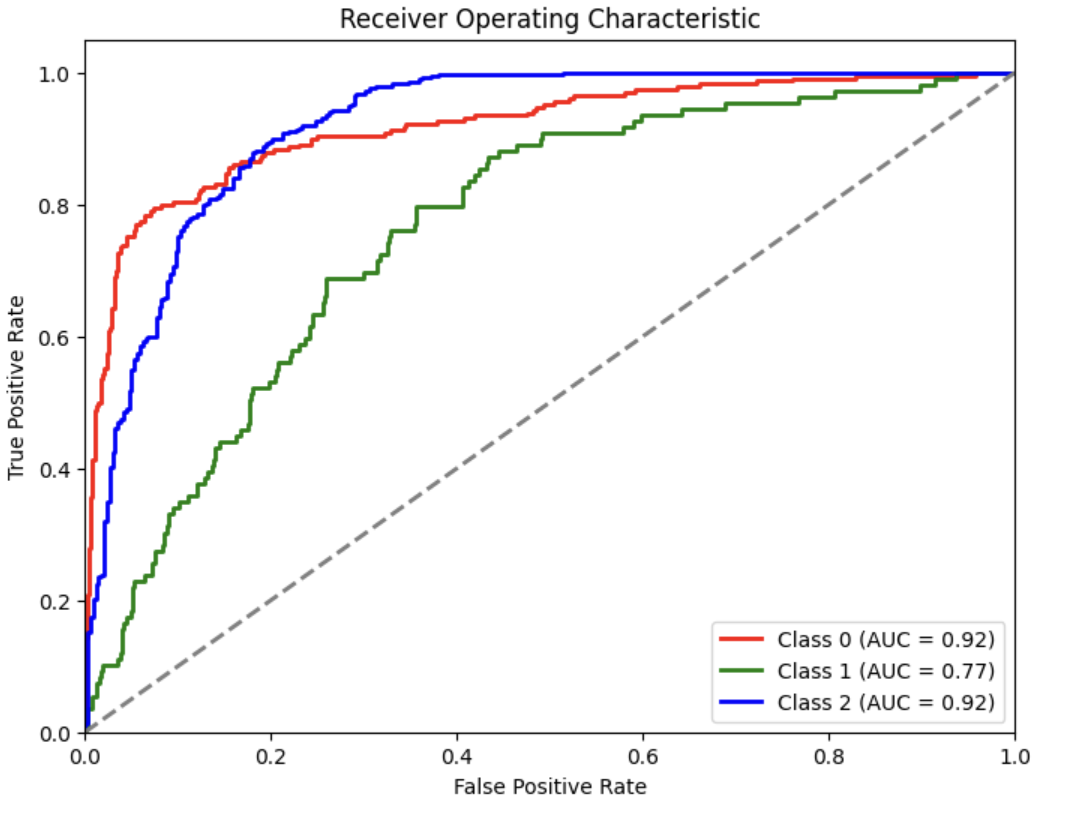 Receiver Operating Characteristic
True Positive Rate
1.0
0.8
0.6
0.4
0.2
0.0
Class 0 (AUC = 0.92)
Class 1 (AUC = 0.77)
Class 2 (AUC = 0.92)
0.0 0.2 0.4 0.6 0.8 1.0
False Positive Rate